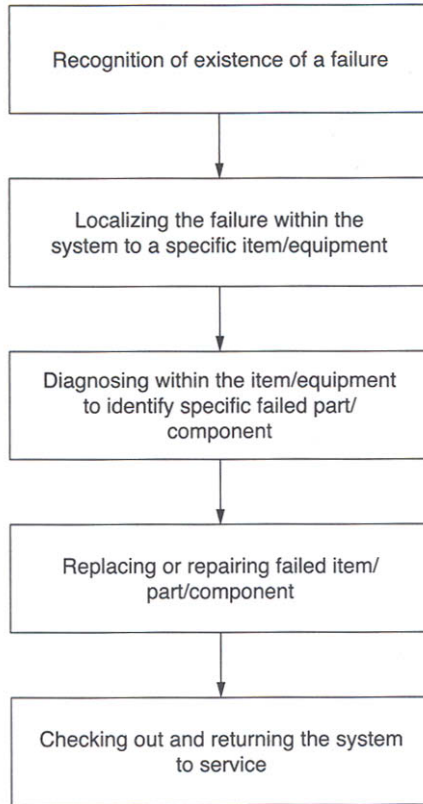 Recognition of existence of a failure
Localizing the failure within the
system to a specific item/equipment
Diagnosing within the item/equipment
to identify specific failed part/
component
Replacing or repairing failed item/
part/component
Checking out and returning the system
to service